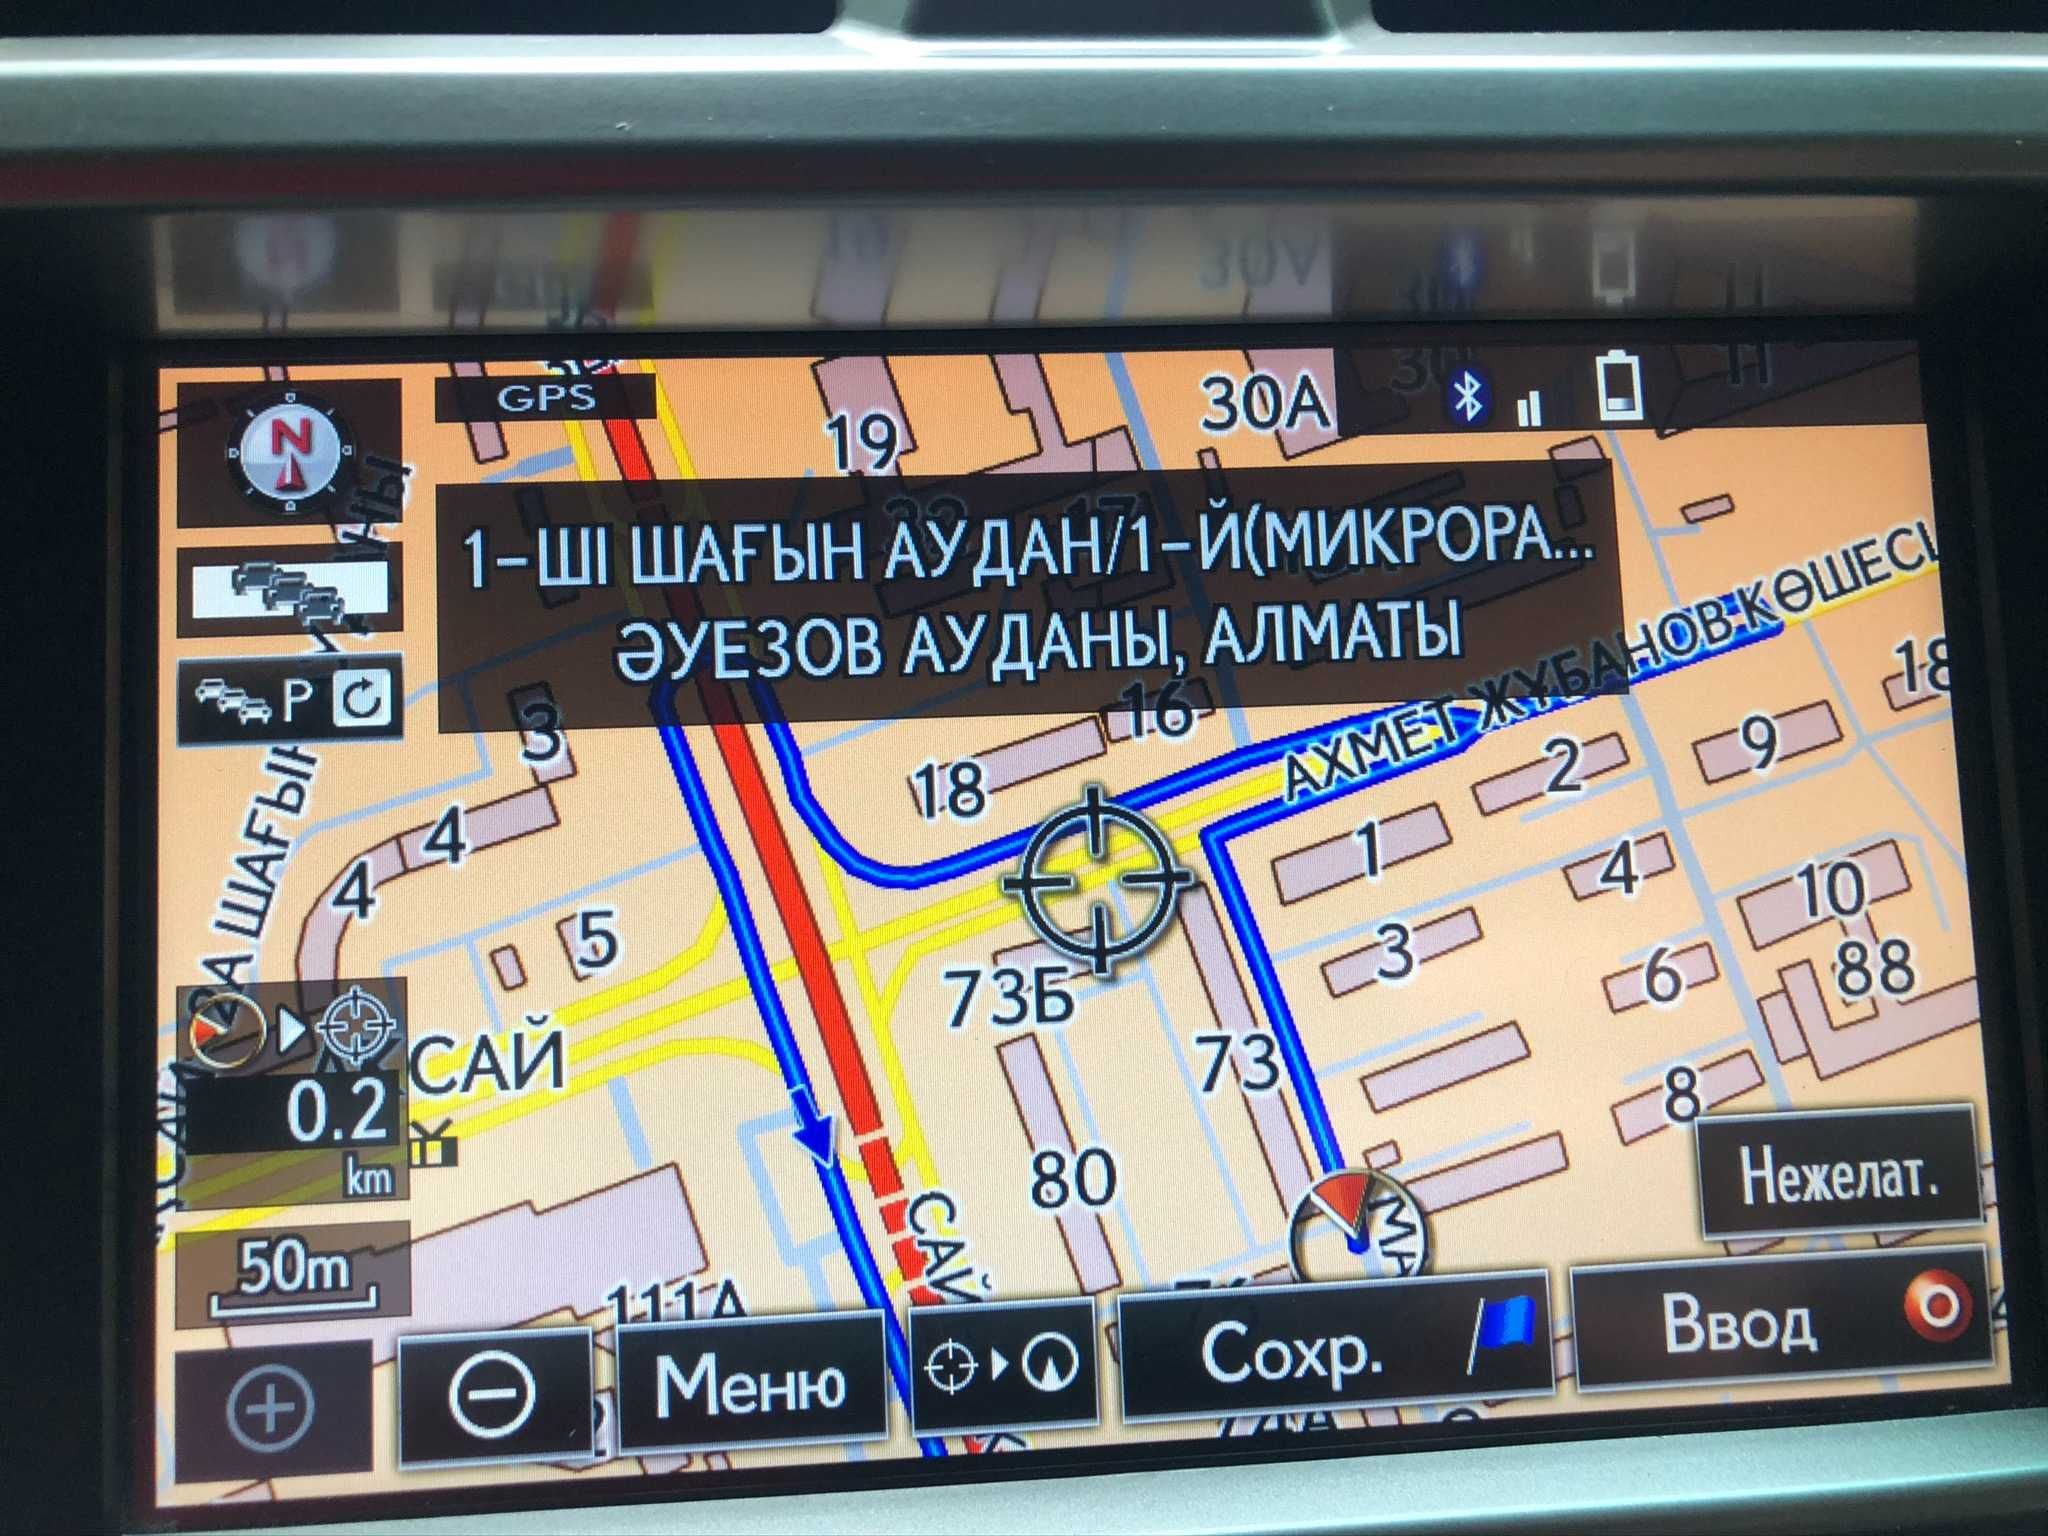 GPS
N
30А
19
1-ШІ ШАҒЫН АУДАН/1-Й(МИКРОРА...
ӘУЕЗОВ АУДАНЫ, АЛМАТЫ
P
АХМЕТ ЖҰБАНОВ КӨШЕСІ
3
16
18
2
9
18
4
4
1
4
10
5
3
6
88
73Б
73
САЙ
8
80
0.2
km
50m
САЙ
111А
Нежелат.
Меню
Сохр.
Ввод